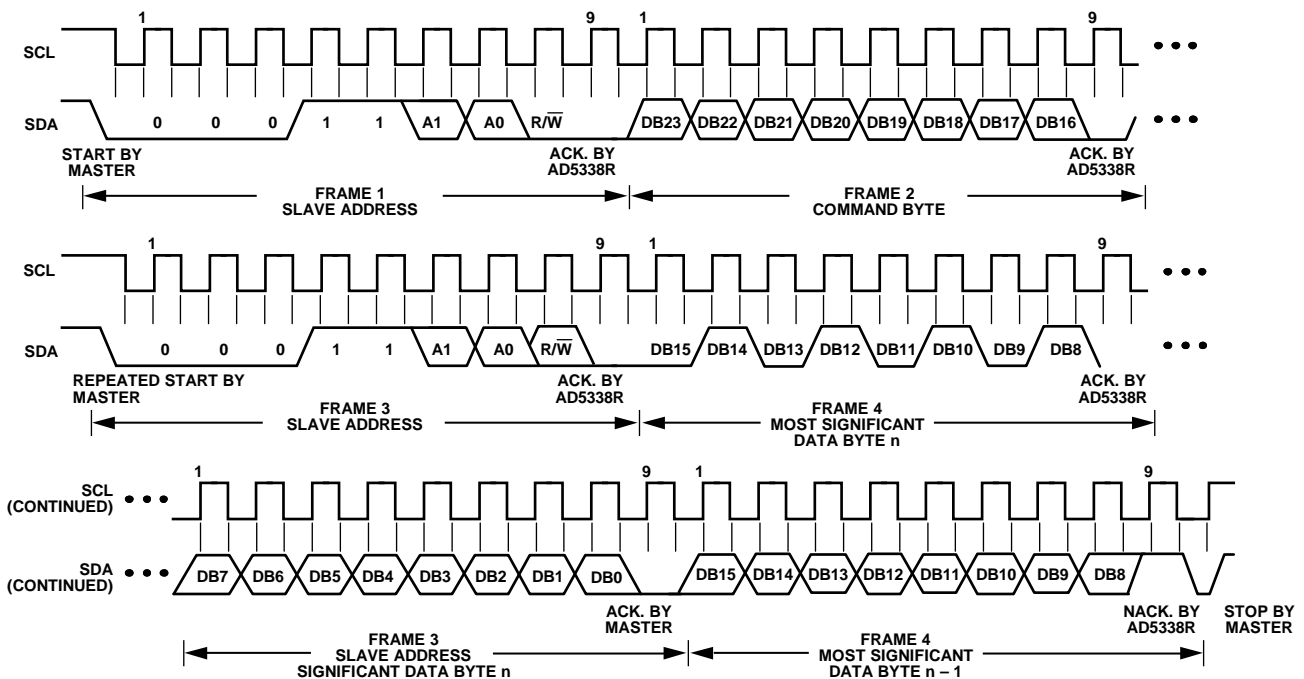 1 9 1 9
SCL
SDA 0 0 0 1 1 A1 A0 R/W̅ DB23 DB22 DB21 DB20 DB19 DB18 DB17 DB16
START BY MASTER
ACK. BY AD5338R
ACK. BY AD5338R
FRAME 1
SLAVE ADDRESS
FRAME 2
COMMAND BYTE
1 9 1 9
SCL
SDA 0 0 0 1 1 A1 A0 R/W̅ DB15 DB14 DB13 DB12 DB11 DB10 DB9 DB8
REPEATED START BY MASTER
ACK. BY AD5338R
ACK. BY AD5338R
FRAME 3
SLAVE ADDRESS
FRAME 4
MOST SIGNIFICANT
DATA BYTE n
1 9 1 9
SCL
(CONTINUED)
SDA
(CONTINUED)
DB7 DB6 DB5 DB4 DB3 DB2 DB1 DB0 DB15 DB14 DB13 DB12 DB11 DB10 DB9 DB8
ACK. BY MASTER
NACK. BY AD5338R
STOP BY MASTER
FRAME 3
SLAVE ADDRESS
SIGNIFICANT DATA BYTE n
FRAME 4
MOST SIGNIFICANT
DATA BYTE n – 1